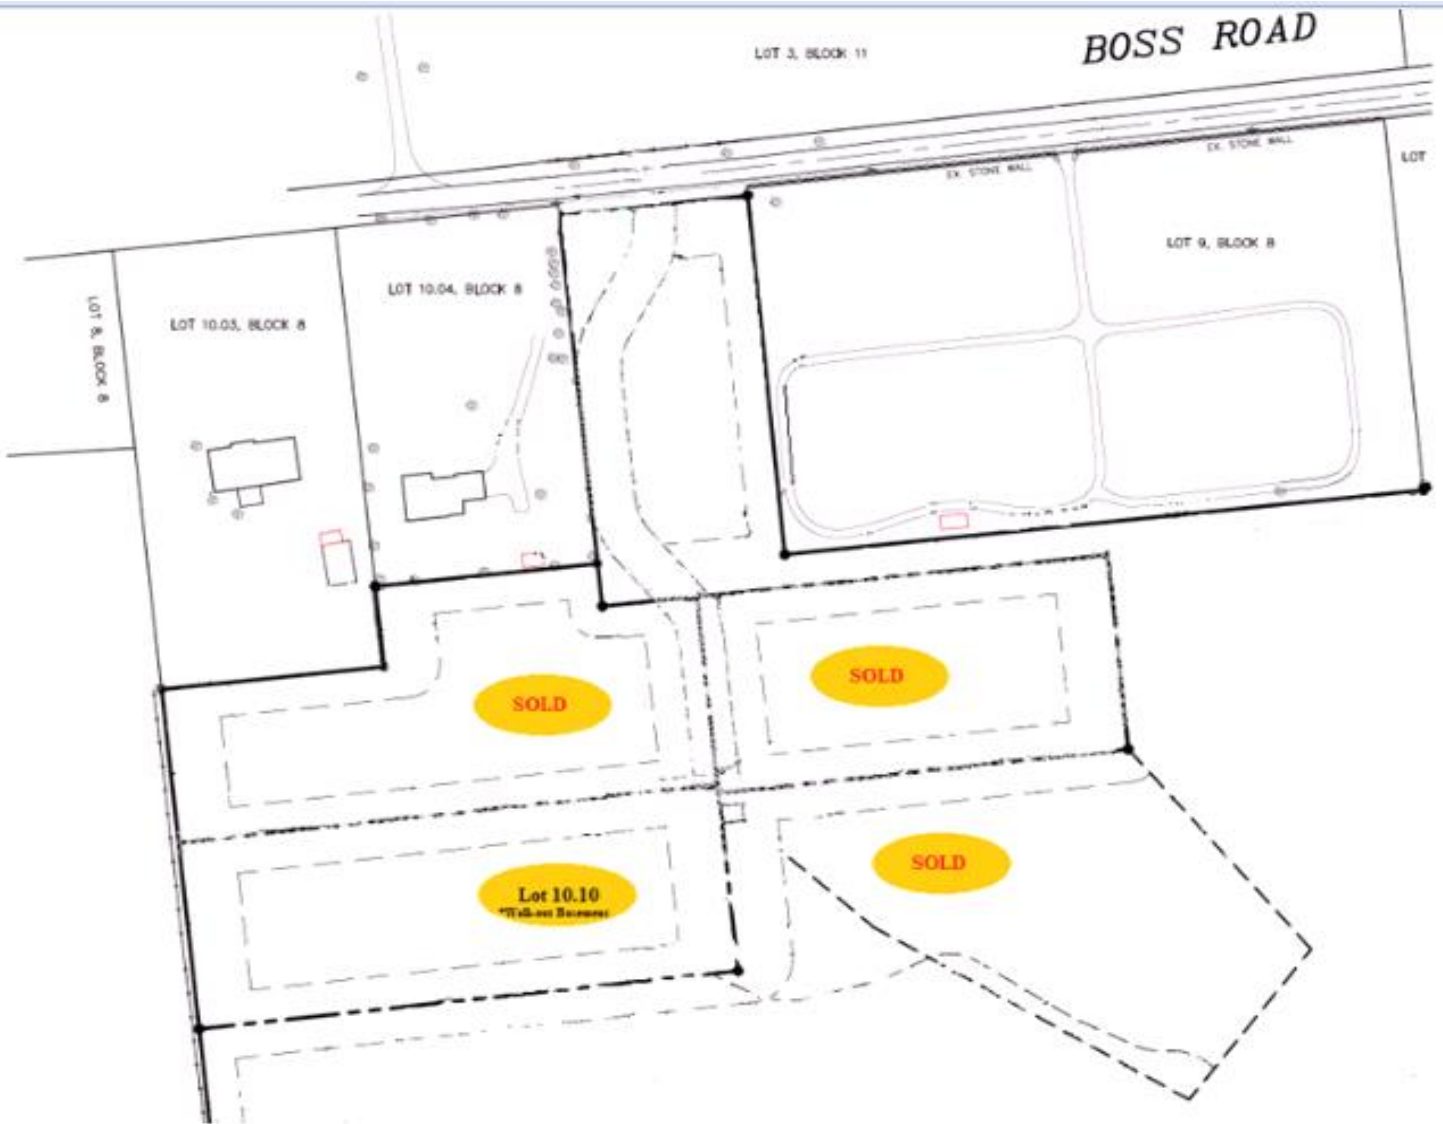 BOSS ROAD
LOT 3, BLOCK 11
EX. STONE WALL
EX. STONE WALL
LOT
LOT 9, BLOCK 8
LOT 10.04, BLOCK 8
LOT 10.03, BLOCK 8
LOT 8, BLOCK 8
SOLD
SOLD
SOLD
Lot 10.10
*Walk-out Basement